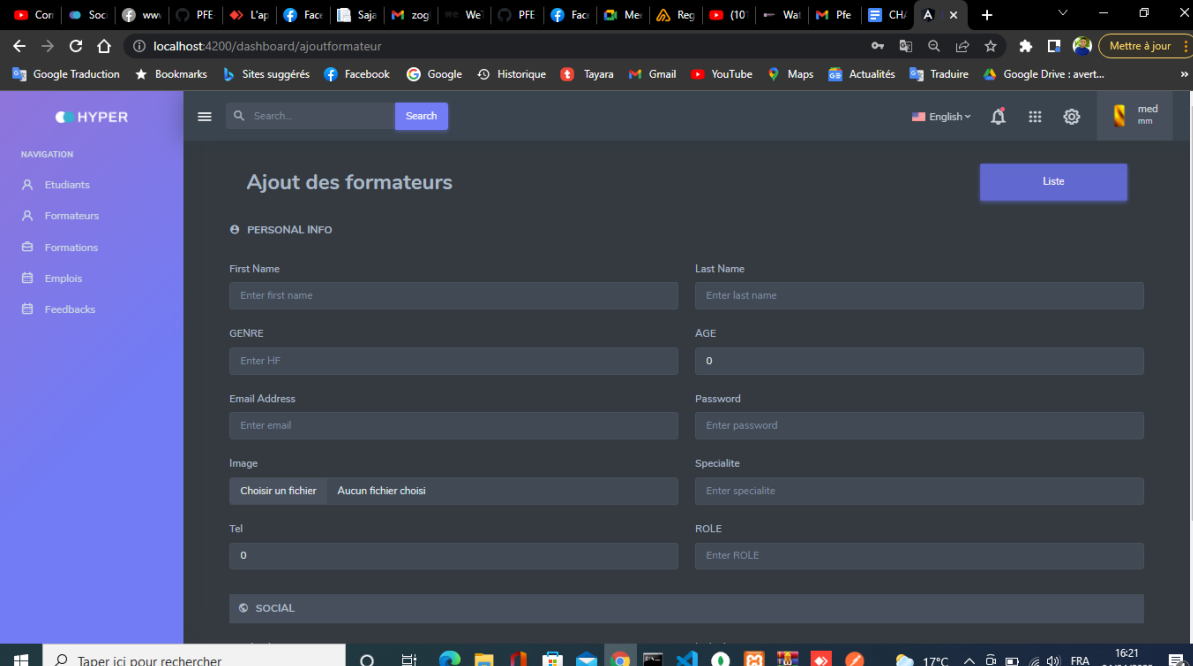 Con
Soc
www
PFE
L'ap
Face
Saja
M zog
We
PFE
Face
Me
Reg
(10
Wat
Pfe
CHA
localhost:4200/dashboard/ajoutformateur
Mettre à jour
Google Traduction
Bookmarks
Sites suggérés
Facebook
Google
Historique
Tayara
Gmail
YouTube
Maps
Actualités
Traduire
Google Drive : avert...
»
HYPER
Search...
Search
English
med
mm
NAVIGATION
Etudiants
Formateurs
Formations
Emplois
Feedbacks
Ajout des formateurs
Liste
PERSONAL INFO
First Name
Last Name
Enter first name
Enter last name
GENRE
AGE
Enter HF
0
Email Address
Password
Enter email
Enter password
Image
Specialite
Choisir un fichier
Aucun fichier choisi
Enter specialite
Tel
ROLE
0
Enter ROLE
SOCIAL
Taper ici pour rechercher
17°C
FRA
16:21